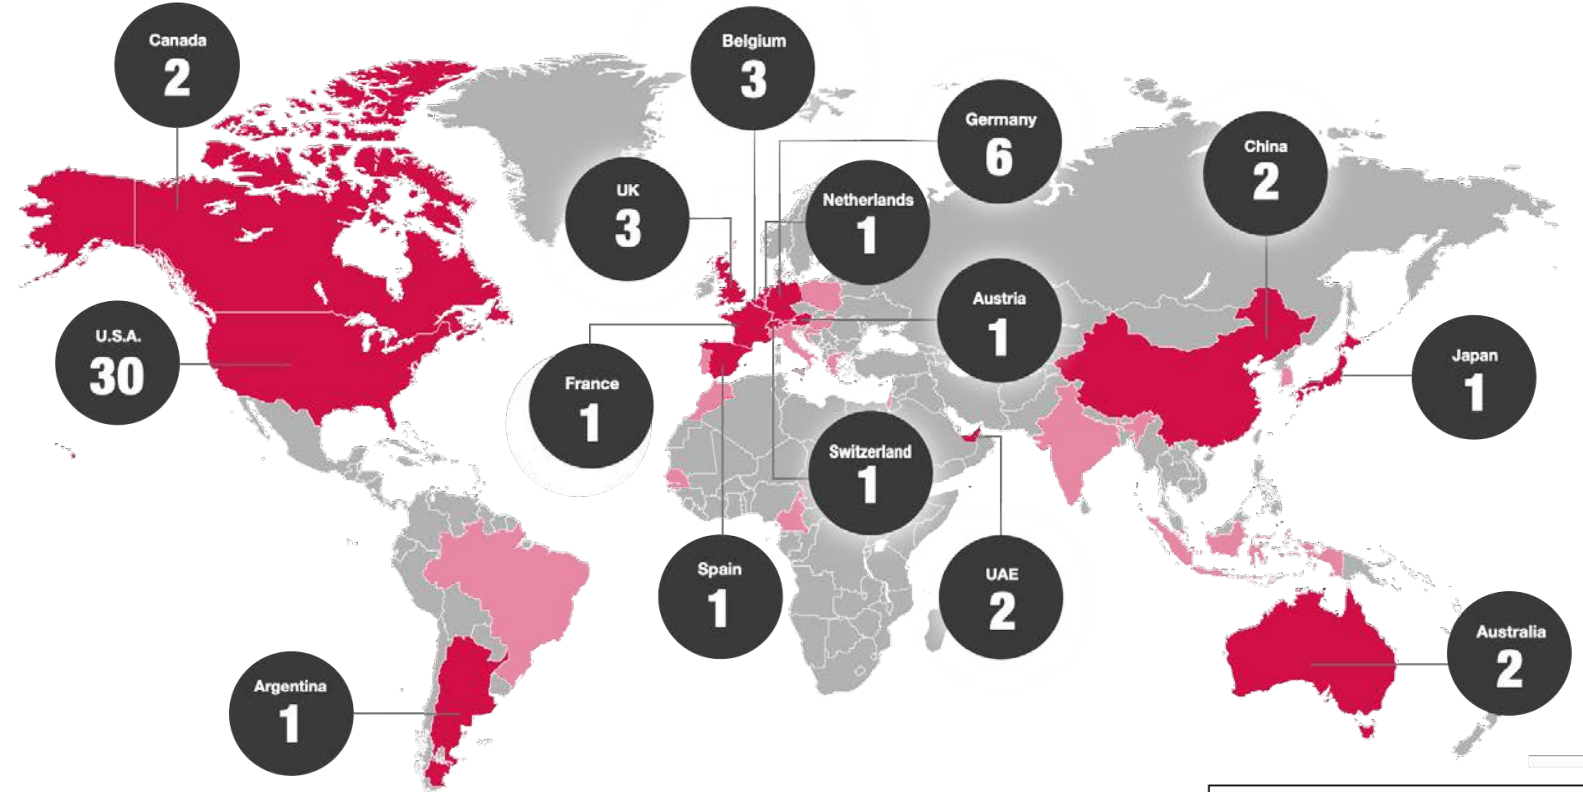 Canada
2
Belgium
3
Germany
6
China
2
UK
3
Netherlands
1
Austria
1
U.S.A.
30
Japan
1
France
1
Switzerland
1
Spain
1
UAE
2
Australia
2
Argentina
1